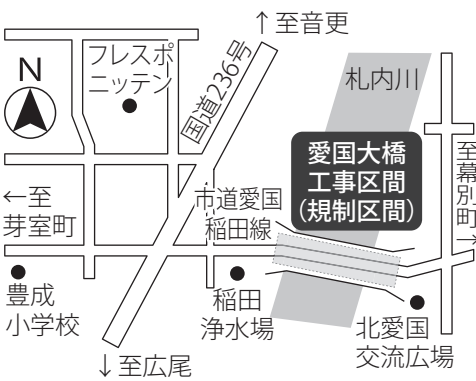 ↑至音更
N
フレスポ
ニッテン
国道236号
札内川
愛国大橋
工事区間
(規制区間)
至幕別町→
←至
芽室町
市道愛国
稲田線
豊成
小学校
稲田
浄水場
北愛国
交流広場
↓至広尾